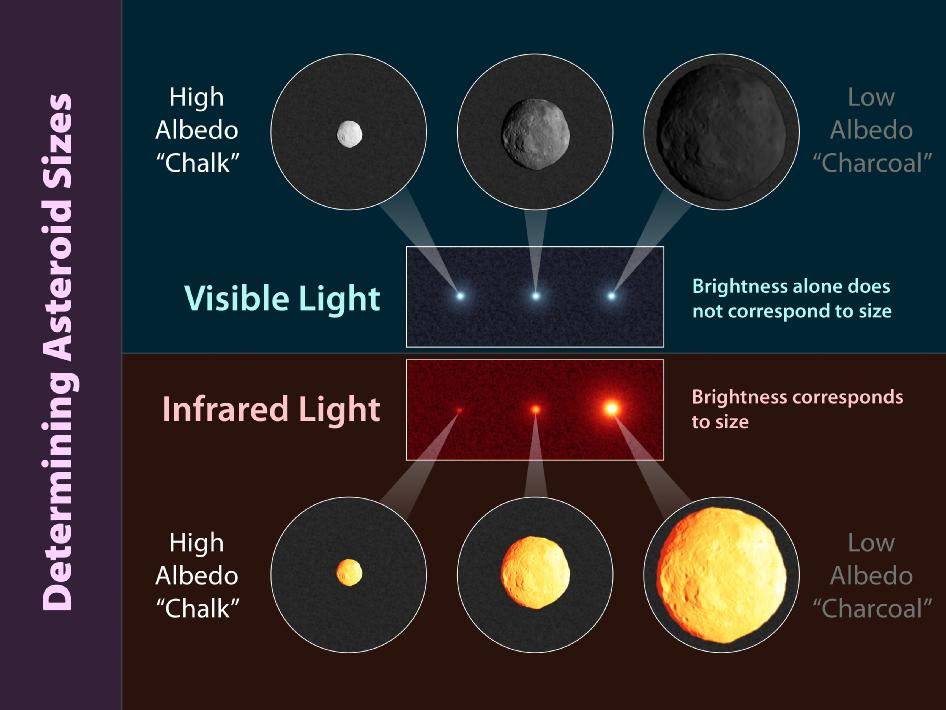 Determining Asteroid Sizes
High
Albedo
“Chalk”
Low
Albedo
“Charcoal”
Visible Light
Brightness alone does
not correspond to size
Infrared Light
Brightness corresponds
to size
High
Albedo
“Chalk”
Low
Albedo
“Charcoal”